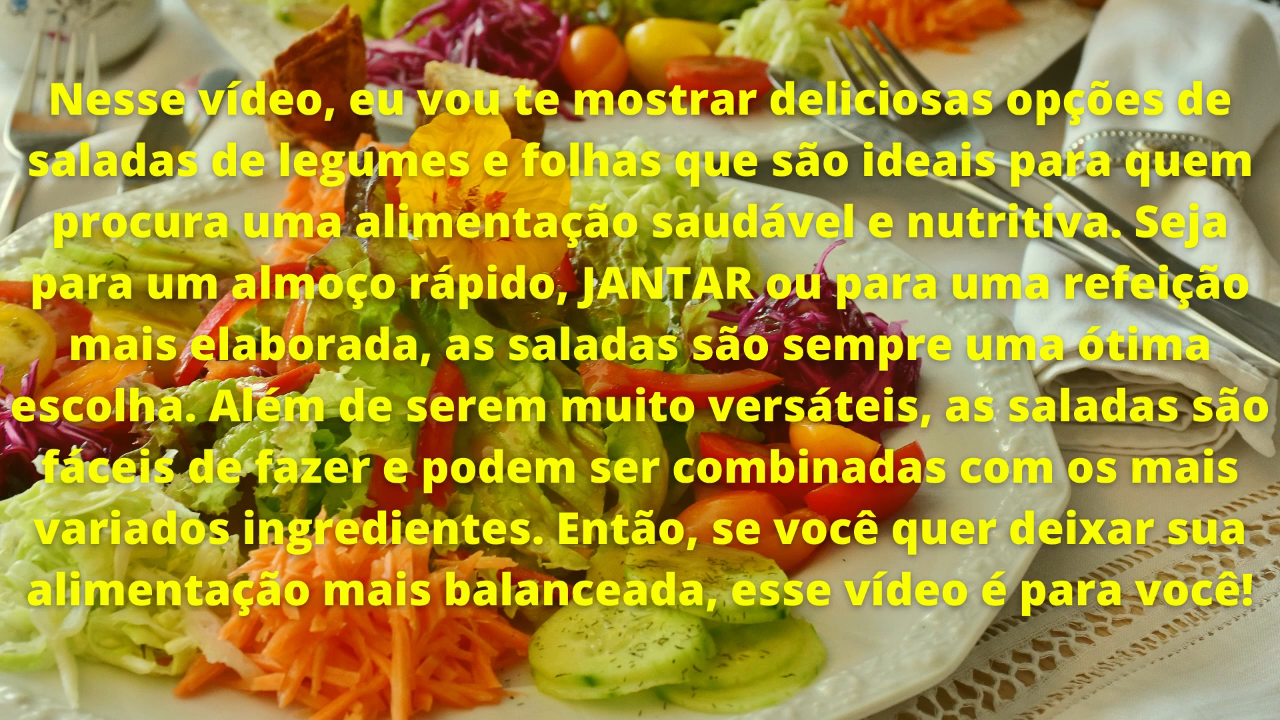 Nesse vídeo, eu vou te mostrar deliciosas opções de
saladas de legumes e folhas que são ideais para quem
procura uma alimentação saudável e nutritiva. Seja
para um almoço rápido, JANTAR ou para uma refeição
mais elaborada, as saladas são sempre uma ótima
escolha. Além de serem muito versáteis, as saladas são
fáceis de fazer e podem ser combinadas com os mais
variados ingredientes. Então, se você quer deixar sua
alimentação mais balanceada, esse vídeo é para você!